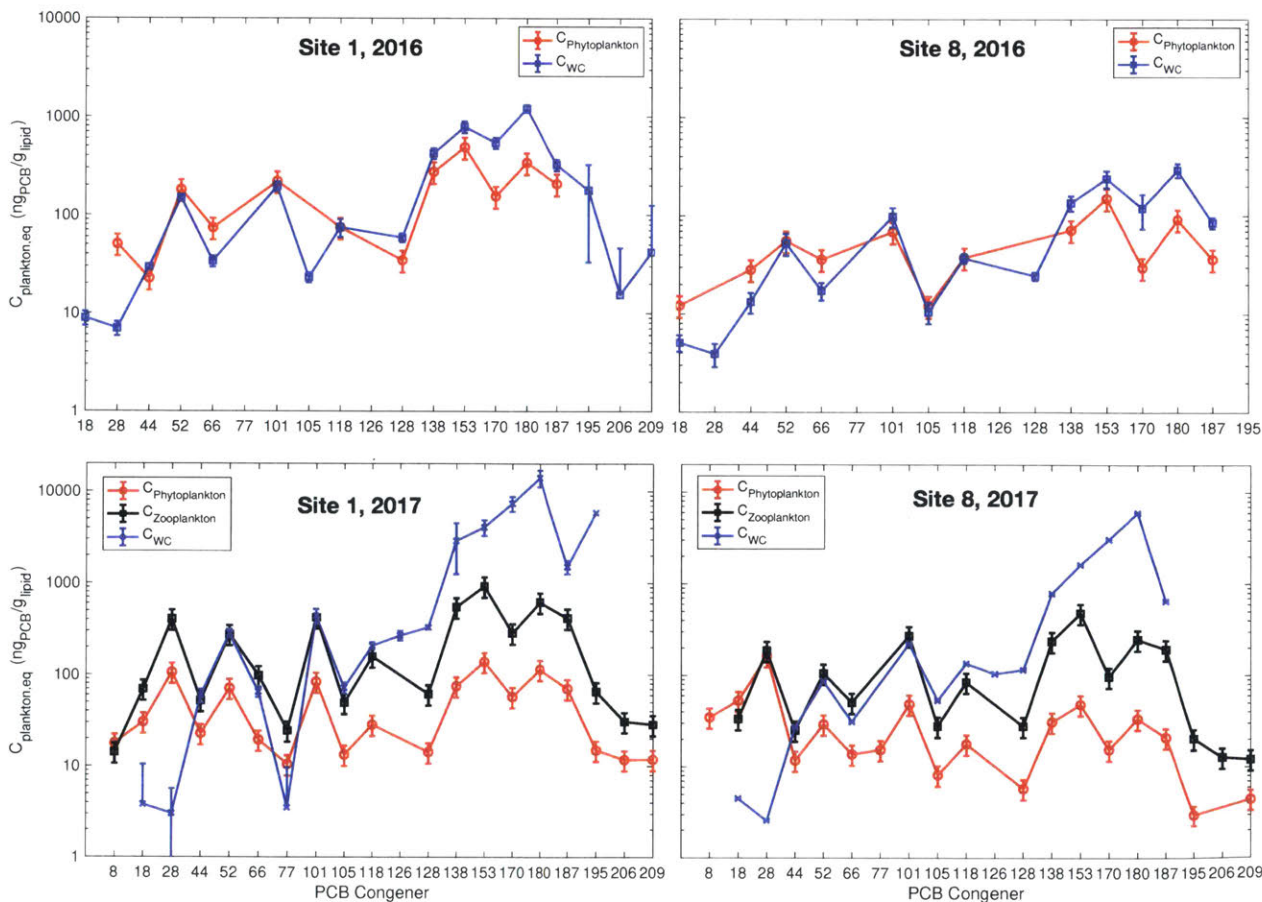 Site 1, 2016
C_Phytoplankton
C_WC
C_plankton.eq (ng_PCB/g_lipid)
10000
1000
100
10
1
18 28 44 52 66 77 101 105 118 126 128 138 153 170 180 187 195 206 209
Site 8, 2016
C_Phytoplankton
C_WC
18 28 44 52 66 77 101 105 118 126 128 138 153 170 180 187 195
Site 1, 2017
C_Phytoplankton
C_Zooplankton
C_WC
C_plankton.eq (ng_PCB/g_lipid)
10000
1000
100
10
1
8 18 28 44 52 66 77 101 105 118 126 128 138 153 170 180 187 195 206 209
PCB Congener
Site 8, 2017
C_Phytoplankton
C_Zooplankton
C_WC
8 18 28 44 52 66 77 101 105 118 126 128 138 153 170 180 187 195 206 209
PCB Congener